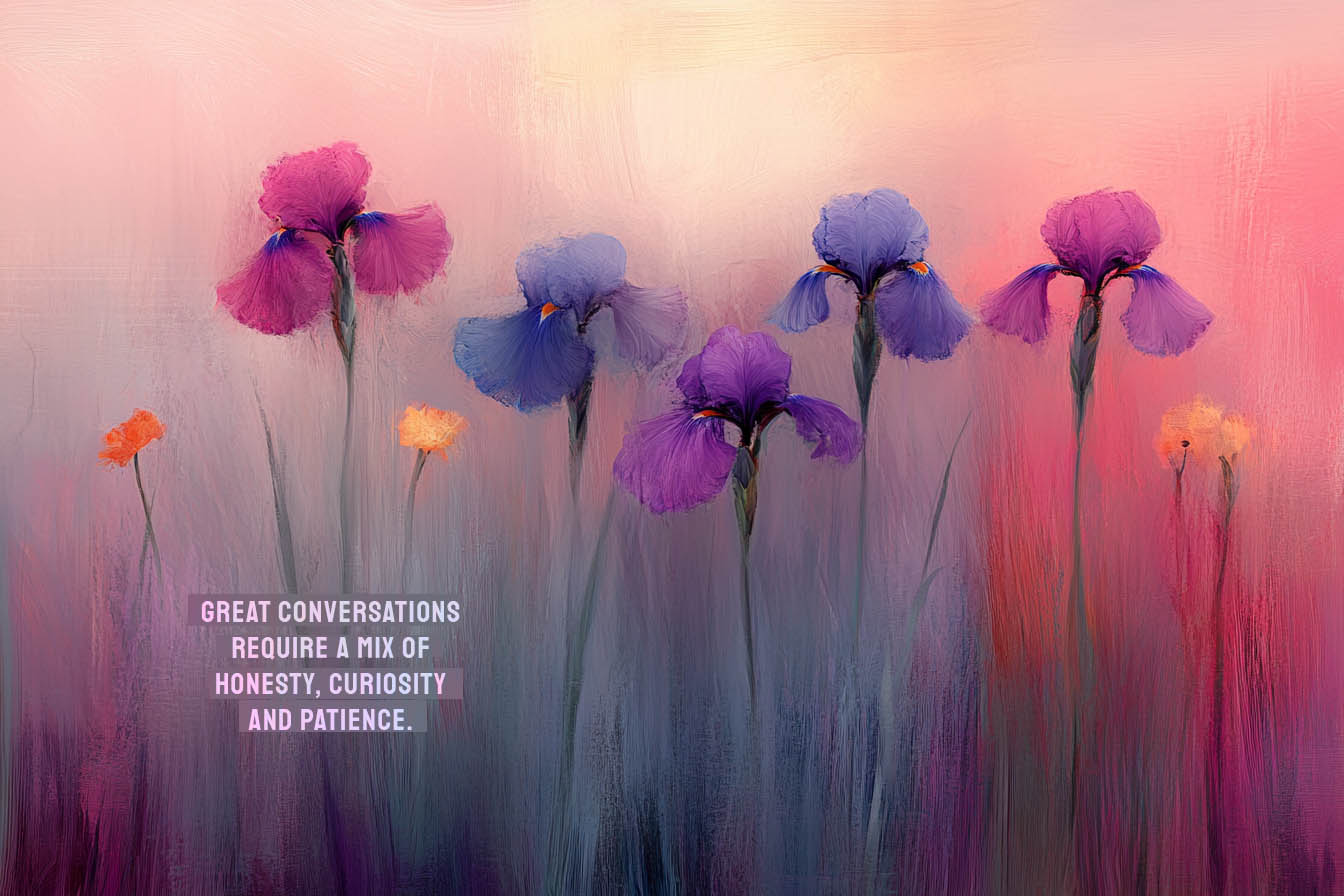 GREAT CONVERSATIONS
REQUIRE A MIX OF
HONESTY, CURIOSITY
AND PATIENCE.